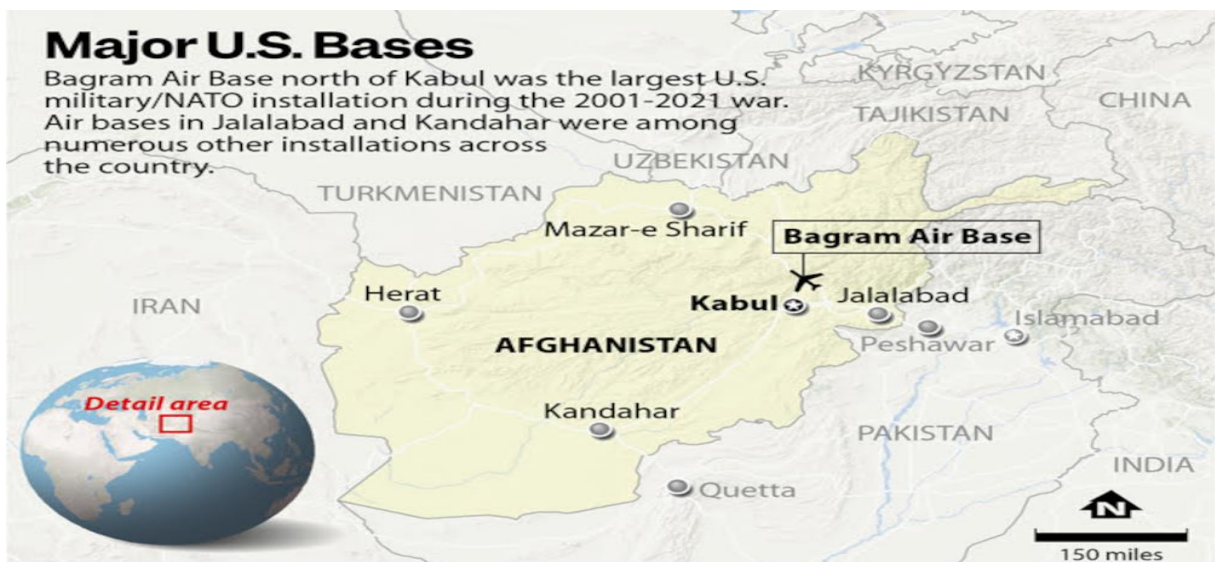 Major U.S. Bases
Bagram Air Base north of Kabul was the largest U.S.
military/NATO installation during the 2001-2021 war.
Air bases in Jalalabad and Kandahar were among
numerous other installations across
the country.
KYRGYZSTAN
CHINA
TAJIKISTAN
UZBEKISTAN
TURKMENISTAN
Mazar-e Sharif
Bagram Air Base
Herat
Kabul
Jalalabad
IRAN
Islamabad
AFGHANISTAN
Peshawar
Detail area
Kandahar
PAKISTAN
INDIA
Quetta
N
150 miles